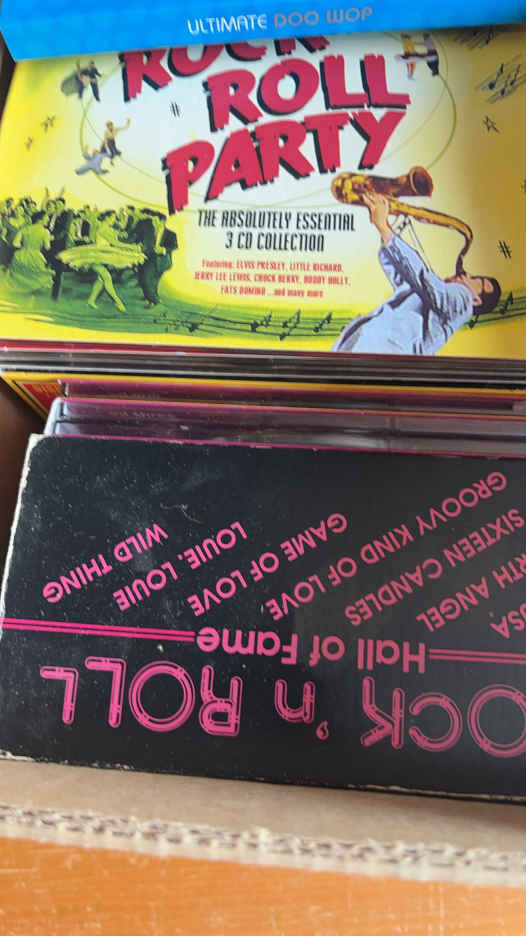 ULTIMATE DOO WOP
ROCK
ROLL
PARTY
THE ABSOLUTELY ESSENTIAL
3 CD COLLECTION
Featuring: ELVIS PRESLEY, LITTLE RICHARD,
JERRY LEE LEWIS, CHUCK BERRY, BUDDY HOLLY,
FATS DOMINO ...and many more
OCK 'n ROLL
Hall of Fame
USA
RTH ANGEL
SIXTEEN CANDLES
GROOVY KIND OF LOVE
GAME OF LOVE
LOUIE, LOUIE
WILD THING